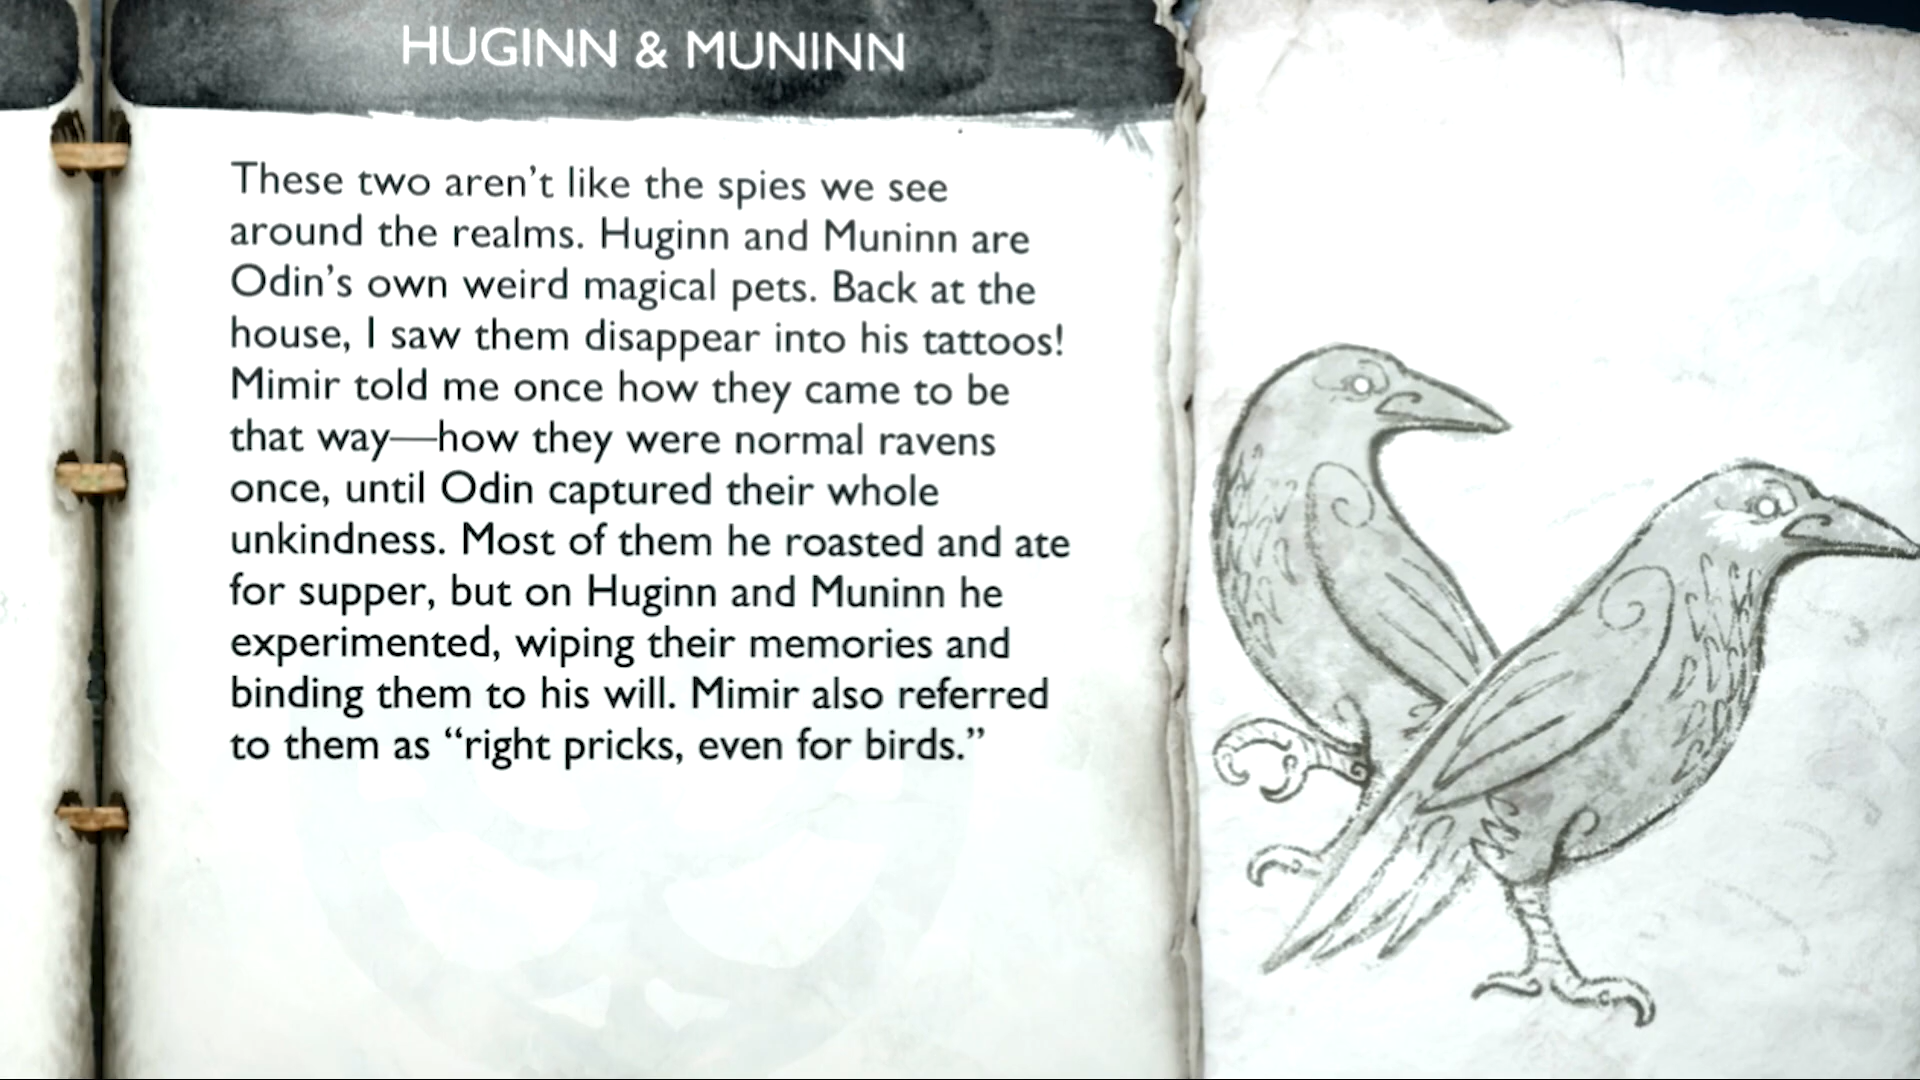 HUGINN & MUNINN
These two aren’t like the spies we see
around the realms. Huginn and Muninn are
Odin’s own weird magical pets. Back at the
house, I saw them disappear into his tattoos!
Mimir told me once how they came to be
that way—how they were normal ravens
once, until Odin captured their whole
unkindness. Most of them he roasted and ate
for supper, but on Huginn and Muninn he
experimented, wiping their memories and
binding them to his will. Mimir also referred
to them as “right pricks, even for birds.”